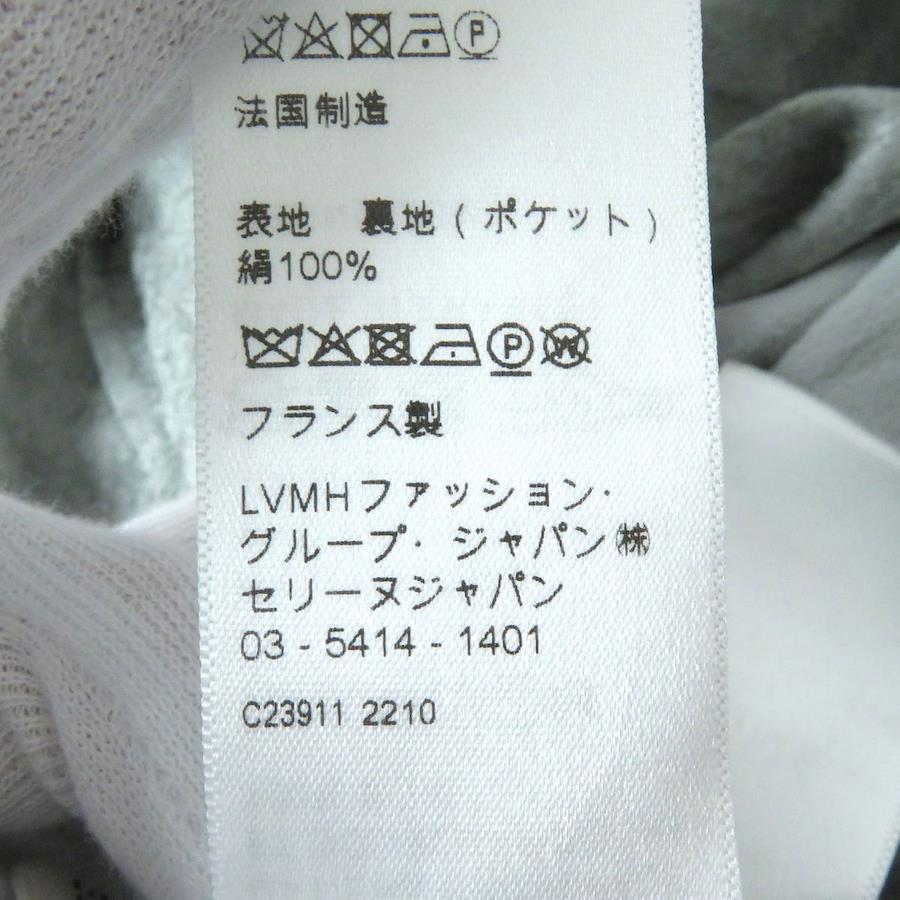 P
法国制造
表地　裏地 ( ポケット )
絹100%
P W
フランス製
LVMHファッション・
グループ・ジャパン㈱
セリーヌジャパン
03 - 5414 - 1401
C23911 2210